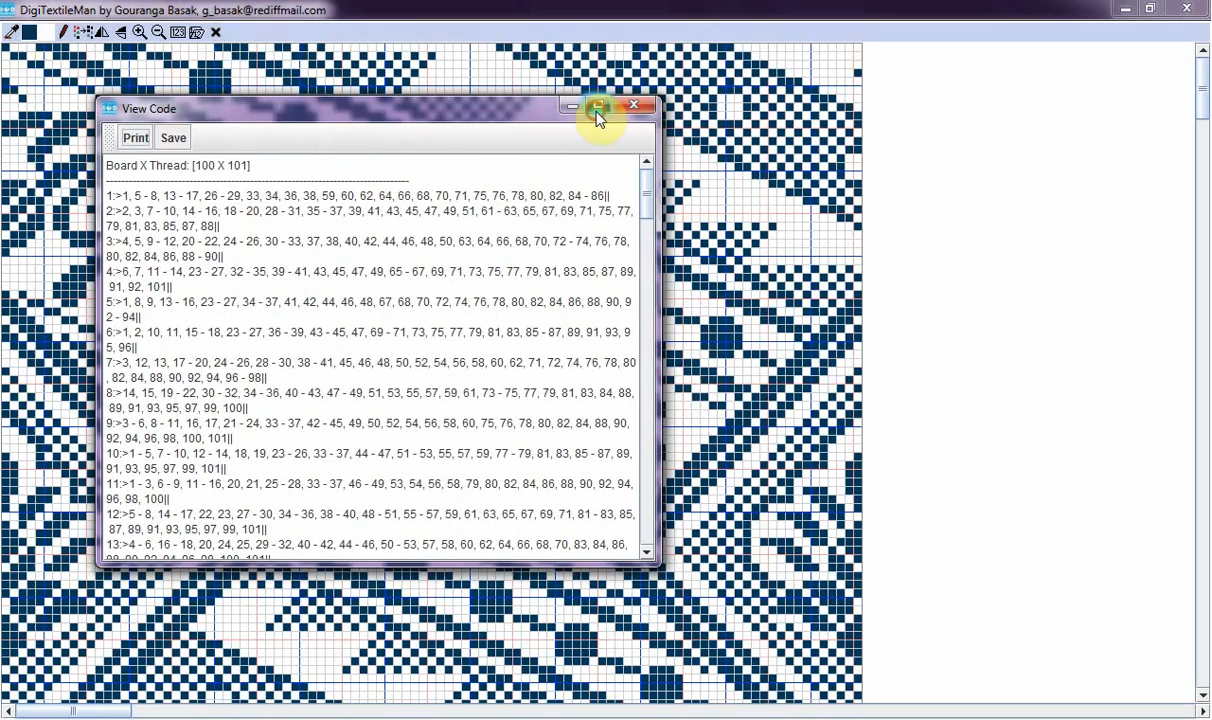 DigiTextileMan by Gouranga Basak, g_basak@rediffmail.com
View Code
Print Save
Board X Thread: [100 X 101]
1:>1, 5 - 8, 13 - 17, 26 - 29, 33, 34, 36, 38, 59, 60, 62, 64, 66, 68, 70, 71, 75, 76, 78, 80, 82, 84 - 86||
2:>2, 3, 7 - 10, 14 - 16, 18 - 20, 28 - 31, 35 - 37, 39, 41, 43, 45, 47, 49, 51, 61 - 63, 65, 67, 69, 71, 75, 77,
79, 81, 83, 85, 87, 88||
3:>4, 5, 9 - 12, 20 - 22, 24 - 26, 30 - 33, 37, 38, 40, 42, 44, 46, 48, 50, 63, 64, 66, 68, 70, 72 - 74, 76, 78,
80, 82, 84, 86, 88 - 90||
4:>6, 7, 11 - 14, 23 - 27, 32 - 35, 39 - 41, 43, 45, 47, 49, 65 - 67, 69, 71, 73, 75, 77, 79, 81, 83, 85, 87, 89,
91, 92, 101||
5:>1, 8, 9, 13 - 16, 23 - 27, 34 - 37, 41, 42, 44, 46, 48, 67, 68, 70, 72, 74, 76, 78, 80, 82, 84, 86, 88, 90, 9
2 - 94||
6:>1, 2, 10, 11, 15 - 18, 23 - 27, 36 - 39, 43 - 45, 47, 69 - 71, 73, 75, 77, 79, 81, 83, 85 - 87, 89, 91, 93, 9
5, 96||
7:>3, 12, 13, 17 - 20, 24 - 26, 28 - 30, 38 - 41, 45, 46, 48, 50, 52, 54, 56, 58, 60, 62, 71, 72, 74, 76, 78, 80
, 82, 84, 88, 90, 92, 94, 96 - 98||
8:>14, 15, 19 - 22, 30 - 32, 34 - 36, 40 - 43, 47 - 49, 51, 53, 55, 57, 59, 61, 73 - 75, 77, 79, 81, 83, 84, 88,
89, 91, 93, 95, 97, 99, 100||
9:>3 - 6, 8 - 11, 16, 17, 21 - 24, 33 - 37, 42 - 45, 49, 50, 52, 54, 56, 58, 60, 75, 76, 78, 80, 82, 84, 88, 90,
92, 94, 96, 98, 100, 101||
10:>1 - 5, 7 - 10, 12 - 14, 18, 19, 23 - 26, 33 - 37, 44 - 47, 51 - 53, 55, 57, 59, 77 - 79, 81, 83, 85 - 87, 89,
91, 93, 95, 97, 99, 101||
11:>1 - 3, 6 - 9, 11 - 16, 20, 21, 25 - 28, 33 - 37, 46 - 49, 53, 54, 56, 58, 79, 80, 82, 84, 86, 88, 90, 92, 94,
96, 98, 100||
12:>5 - 8, 14 - 17, 22, 23, 27 - 30, 34 - 36, 38 - 40, 48 - 51, 55 - 57, 59, 61, 63, 65, 67, 69, 71, 81 - 83, 85,
87, 89, 91, 93, 95, 97, 99, 101||
13:>4 - 6, 16 - 18, 20, 24, 25, 29 - 32, 40 - 42, 44 - 46, 50 - 53, 57, 58, 60, 62, 64, 66, 68, 70, 83, 84, 86,